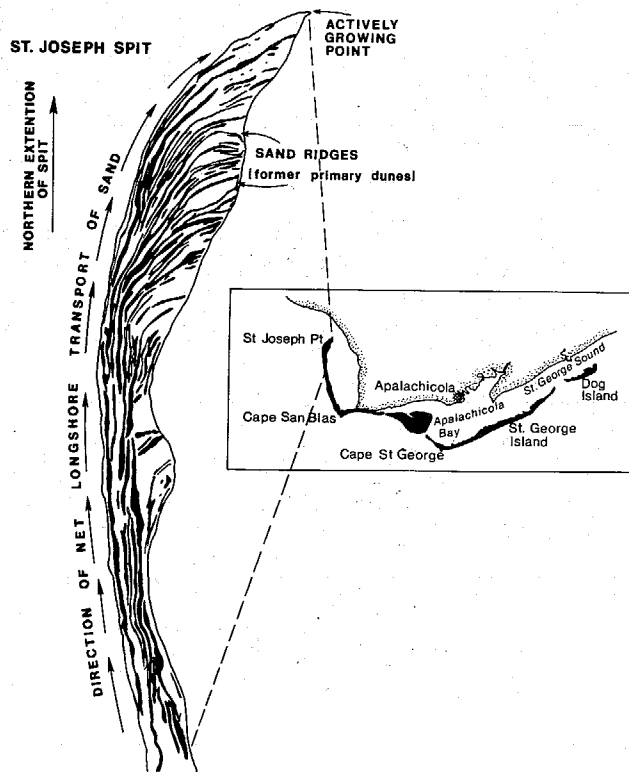 ST. JOSEPH SPIT
ACTIVELY
GROWING
POINT
NORTHERN EXTENTION
OF SPIT
SAND RIDGES
(former primary dunes)
DIRECTION OF NET LONGSHORE TRANSPORT OF SAND
St Joseph Pt
Apalachicola
St. George Sound
Dog
Island
Cape San Blas
Apalachicola
Bay
St. George
Island
Cape St George